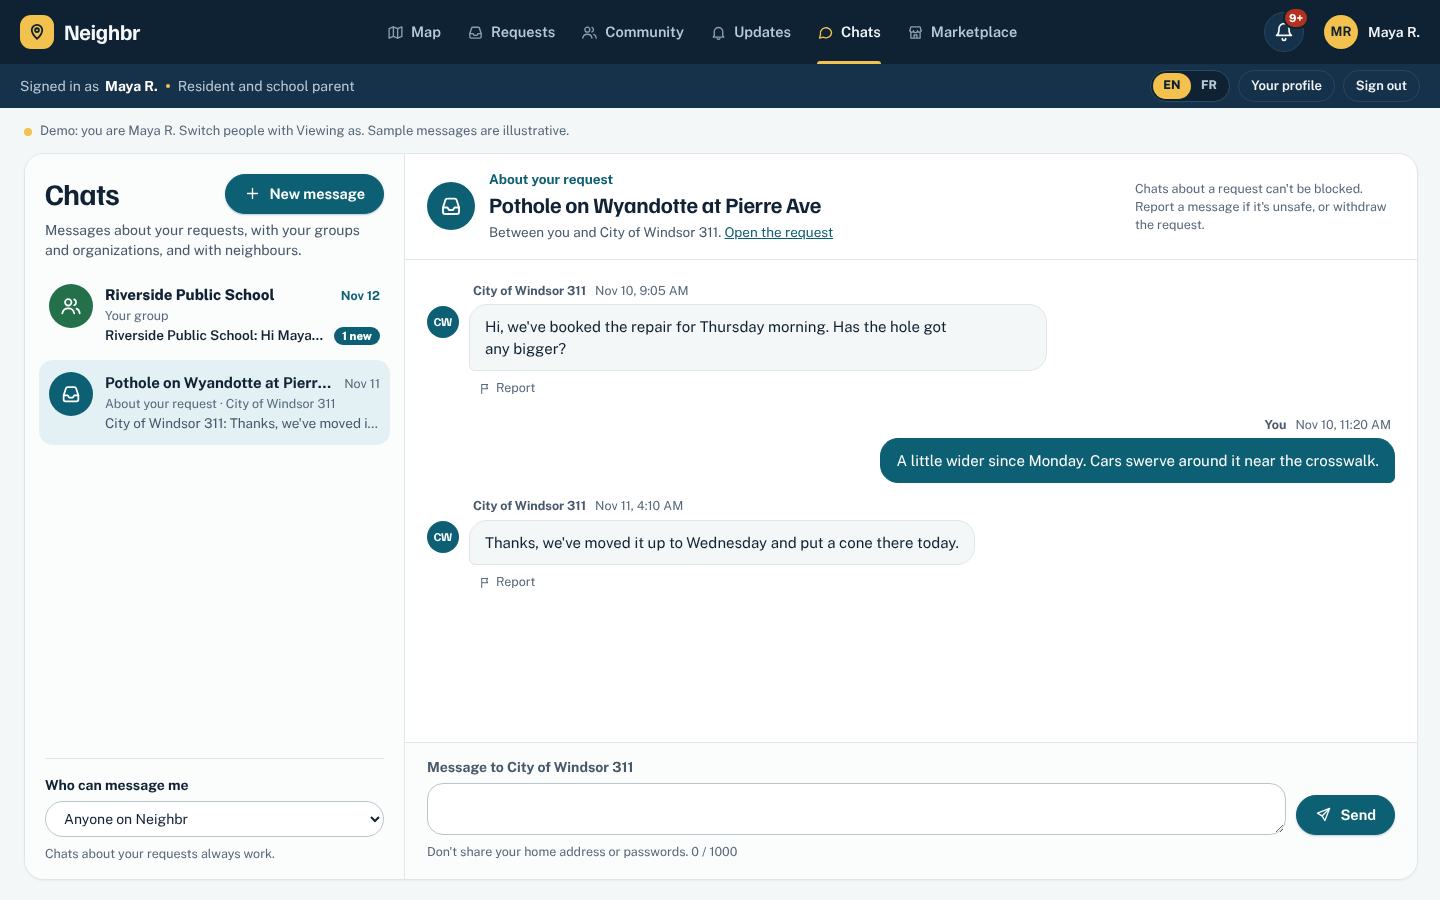 Neighbr
Map
Requests
Community
Updates
Chats
Marketplace
9+
MR
Maya R.
Signed in as Maya R. • Resident and school parent
EN
FR
Your profile
Sign out
Demo: you are Maya R. Switch people with Viewing as. Sample messages are illustrative.
Chats
New message
Messages about your requests, with your groups
and organizations, and with neighbours.
Riverside Public School
Nov 12
Your group
Riverside Public School: Hi Maya...
1 new
Pothole on Wyandotte at Pierr...
Nov 11
About your request · City of Windsor 311
City of Windsor 311: Thanks, we've moved i...
Who can message me
Anyone on Neighbr
Chats about your requests always work.
About your request
Pothole on Wyandotte at Pierre Ave
Between you and City of Windsor 311. Open the request
Chats about a request can't be blocked.
Report a message if it's unsafe, or withdraw
the request.
City of Windsor 311 Nov 10, 9:05 AM
CW
Hi, we've booked the repair for Thursday morning. Has the hole got
any bigger?
Report
You Nov 10, 11:20 AM
A little wider since Monday. Cars swerve around it near the crosswalk.
City of Windsor 311 Nov 11, 4:10 AM
CW
Thanks, we've moved it up to Wednesday and put a cone there today.
Report
Message to City of Windsor 311
Send
Don't share your home address or passwords. 0 / 1000